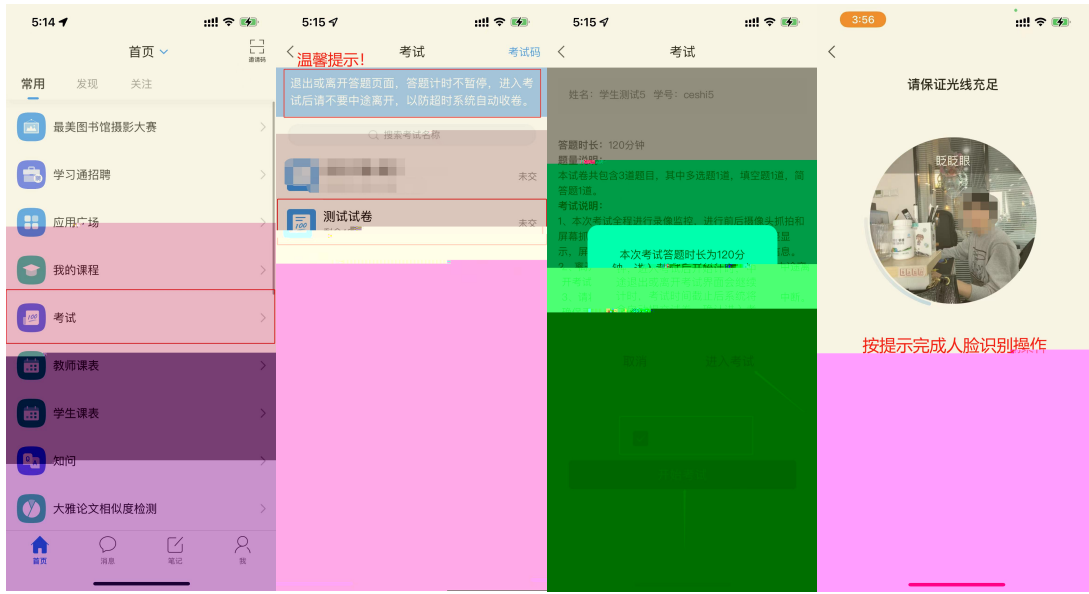 5:14
首页
邀请码
常用 发现 关注
最美图书馆摄影大赛
学习通招聘
应用广场
我的课程
考试
教师课表
学生课表
知问
大雅论文相似度检测
首页 消息 笔记 我
5:15
考试 考试码
温馨提示!
退出或离开答题页面,答题计时不暂停,进入考
试后请不要中途离开,以防超时系统自动收卷。
搜索考试名称
未交
测试试卷
未交
5:15
考试
姓名:学生测试5 学号:ceshi5
答题时长:120分钟
题量说明:
本试卷共包含3道题目,其中多选题1道,填空题1道,简
答题1道。
考试说明:
1、本次考试全程进行录像监控,进行前后摄像头抓拍和
本次考试答题时长为120分
取消 进入考试
3:56
请保证光线充足
眨眨眼
按提示完成人脸识别操作